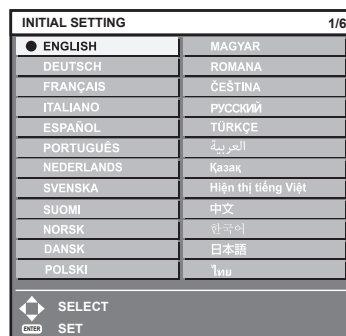 INITIAL SETTING 1/6
ENGLISH
DEUTSCH
FRANÇAIS
ITALIANO
ESPAÑOL
PORTUGUÊS
NEDERLANDS
SVENSKA
SUOMI
NORSK
DANSK
POLSKI
MAGYAR
ROMANA
ČEŠTINA
РУССКИЙ
TÜRKÇE
العربية
Қазақ
Hiện thị tiếng Việt
中文
한국어
日本語
ไทย
SELECT
ENTER SET